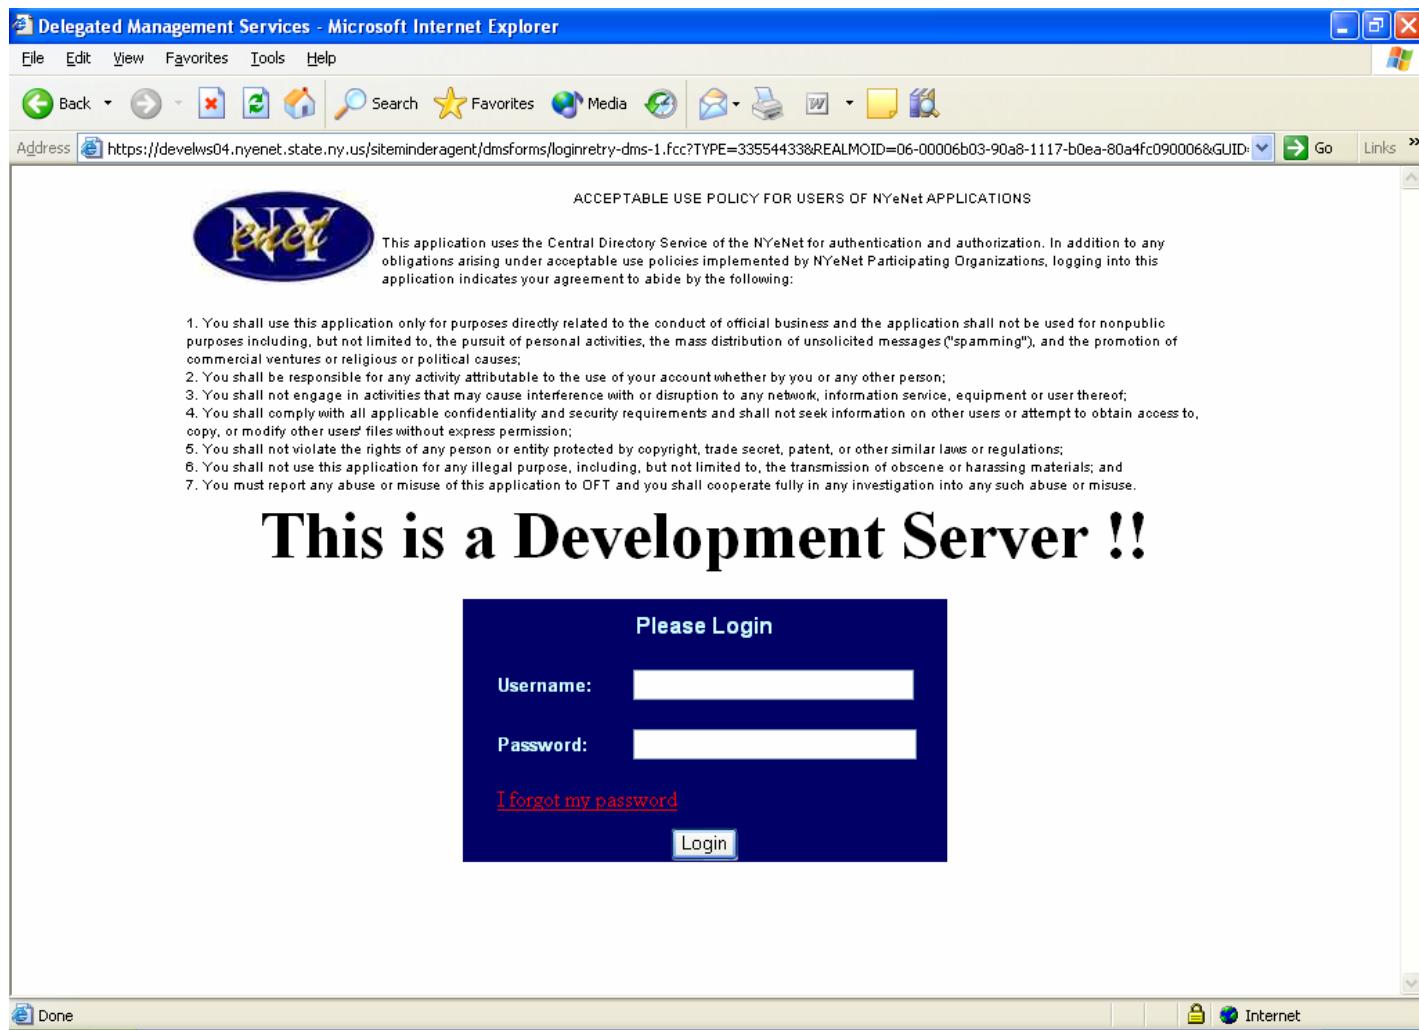 Delegated Management Services - Microsoft Internet Explorer
File Edit View Favorites Tools Help
Back Search Favorites Media
Address https://develws04.nyenet.state.ny.us/siteminderagent/dmsforms/loginretry-dms-1.fcc?TYPE=33554433&REALMOID=06-00006b03-90a8-1117-b0ea-80a4fc090006&GUID: Go Links »
NY
enet
ACCEPTABLE USE POLICY FOR USERS OF NYeNet APPLICATIONS
This application uses the Central Directory Service of the NYeNet for authentication and authorization. In addition to any
obligations arising under acceptable use policies implemented by NYeNet Participating Organizations, logging into this
application indicates your agreement to abide by the following:
1. You shall use this application only for purposes directly related to the conduct of official business and the application shall not be used for nonpublic
purposes including, but not limited to, the pursuit of personal activities, the mass distribution of unsolicited messages ("spamming"), and the promotion of
commercial ventures or religious or political causes;
2. You shall be responsible for any activity attributable to the use of your account whether by you or any other person;
3. You shall not engage in activities that may cause interference with or disruption to any network, information service, equipment or user thereof;
4. You shall comply with all applicable confidentiality and security requirements and shall not seek information on other users or attempt to obtain access to,
copy, or modify other users' files without express permission;
5. You shall not violate the rights of any person or entity protected by copyright, trade secret, patent, or other similar laws or regulations;
6. You shall not use this application for any illegal purpose, including, but not limited to, the transmission of obscene or harassing materials; and
7. You must report any abuse or misuse of this application to OFT and you shall cooperate fully in any investigation into any such abuse or misuse.
This is a Development Server !!
Please Login
Username:
Password:
I forgot my password
Login
Done Internet